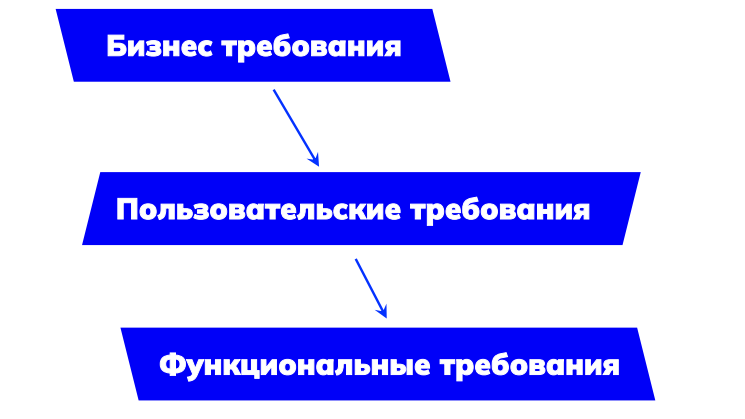 Бизнес требования
Пользовательские требования
Функциональные требования